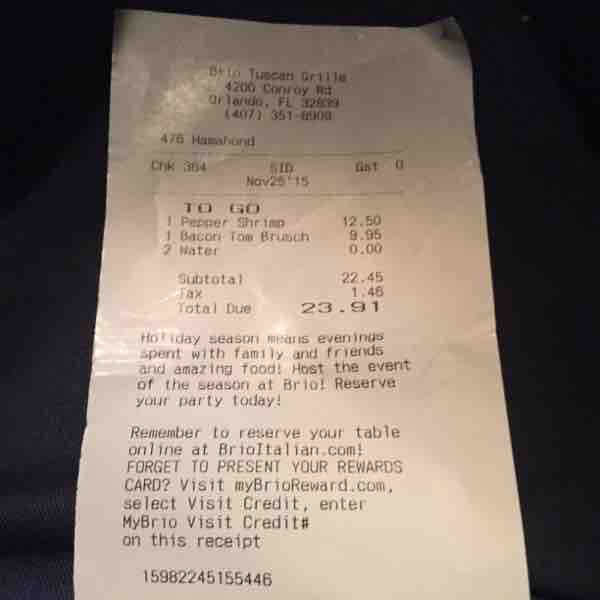 Brio Tuscan Grille
4200 Conroy Rd
Orlando, FL 32839
(407) 351-8909
476 Hamahond
Chk 364 SID Gst 0
Nov25'15
TO GO
1 Pepper Shrimp 12.50
1 Bacon Tom Brusch 9.95
2 Water 0.00
Subtotal 22.45
Tax 1.46
Total Due 23.91
Holiday season means evenings
spent with family and friends
and amazing food! Host the event
of the season at Brio! Reserve
your party today!
Remember to reserve your table
online at BrioItalian.com!
FORGET TO PRESENT YOUR REWARDS
CARD? Visit myBrioReward.com,
select Visit Credit, enter
MyBrio Visit Credit#
on this receipt
15982245155446